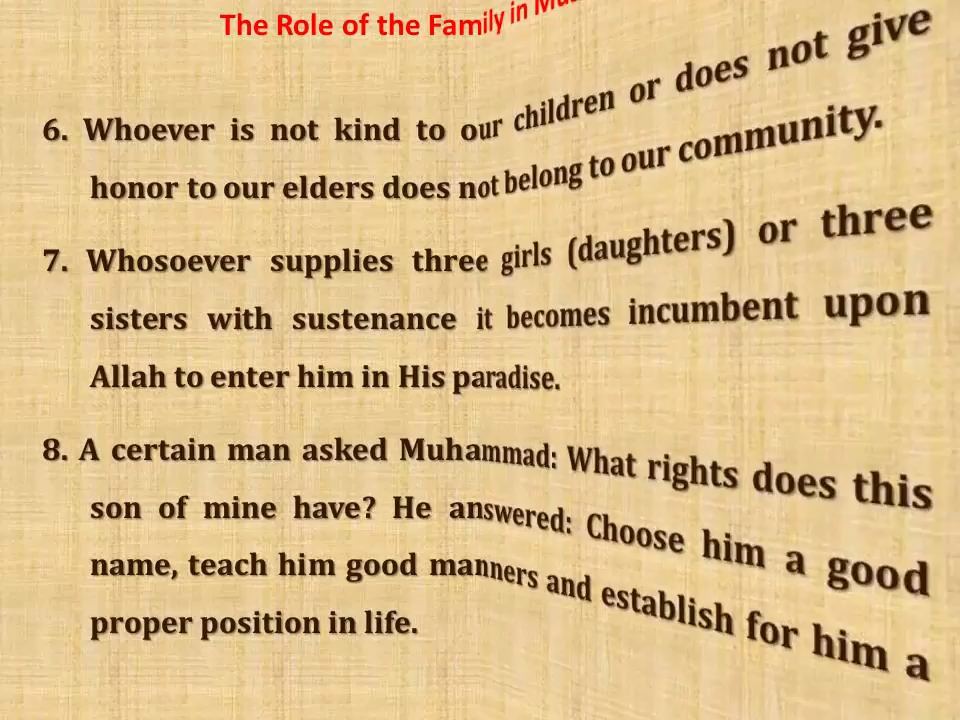 The Role of the Family in
6. Whoever is not kind to our children or does not give
honor to our elders does not belong to our community.
7. Whosoever supplies three girls (daughters) or three
sisters with sustenance it becomes incumbent upon
Allah to enter him in His paradise.
8. A certain man asked Muhammad: What rights does this
son of mine have? He answered: Choose him a good
name, teach him good manners and establish for him a
proper position in life.